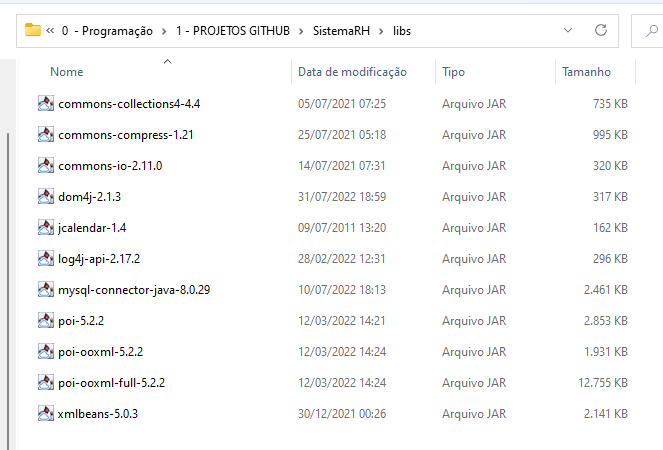 « 0 - Programação > 1 - PROJETOS GITHUB > SistemaRH > libs
Nome Data de modificação Tipo Tamanho
commons-collections4-4.4 05/07/2021 07:25 Arquivo JAR 735 KB
commons-compress-1.21 25/07/2021 05:18 Arquivo JAR 995 KB
commons-io-2.11.0 14/07/2021 07:31 Arquivo JAR 320 KB
dom4j-2.1.3 31/07/2022 18:59 Arquivo JAR 317 KB
jcalendar-1.4 09/07/2011 13:20 Arquivo JAR 162 KB
log4j-api-2.17.2 28/02/2022 12:31 Arquivo JAR 296 KB
mysql-connector-java-8.0.29 10/07/2022 18:13 Arquivo JAR 2.461 KB
poi-5.2.2 12/03/2022 14:21 Arquivo JAR 2.853 KB
poi-ooxml-5.2.2 12/03/2022 14:24 Arquivo JAR 1.931 KB
poi-ooxml-full-5.2.2 12/03/2022 14:24 Arquivo JAR 12.755 KB
xmlbeans-5.0.3 30/12/2021 00:26 Arquivo JAR 2.141 KB